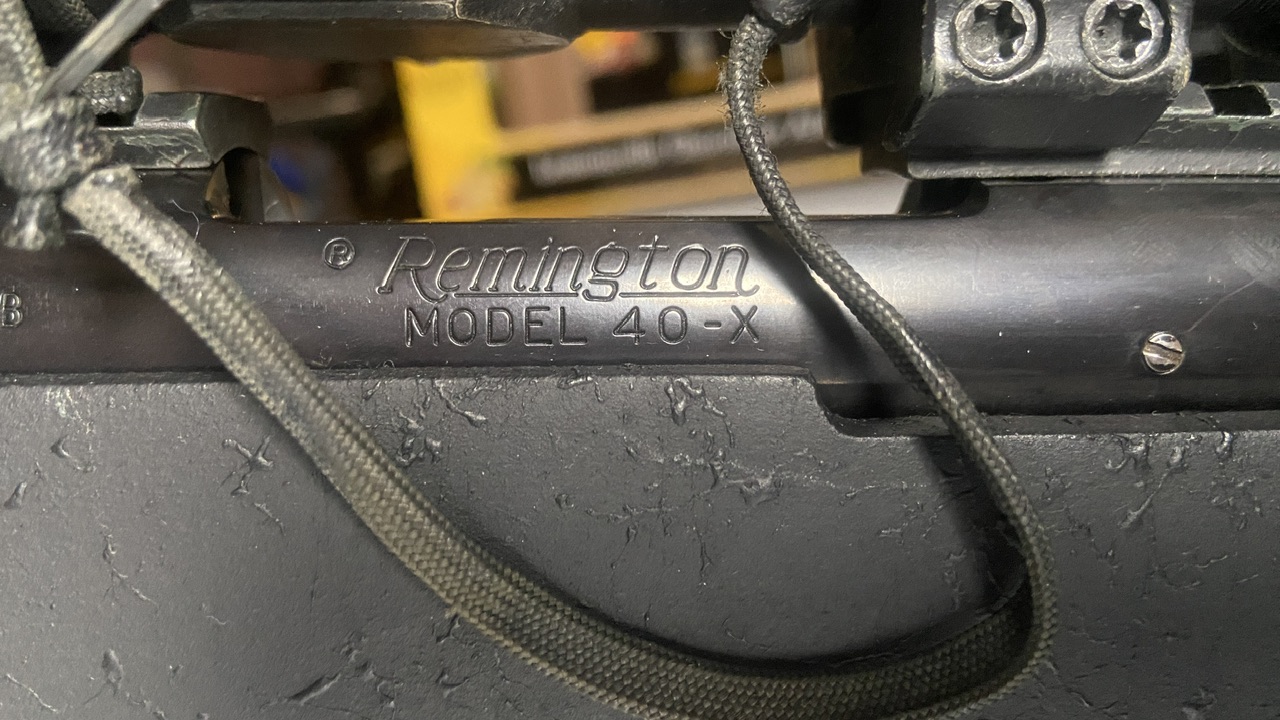 ® Remington
MODEL 40-X
B